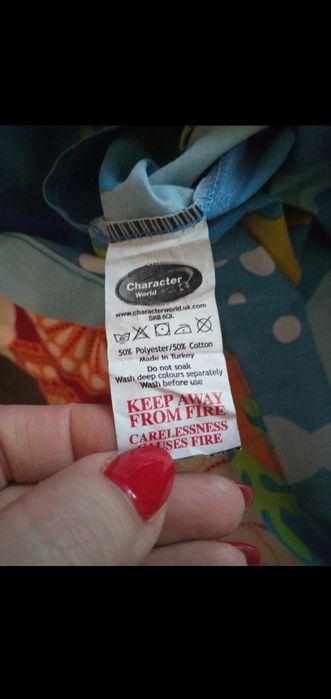 Character
World
www.characterworld.uk.com
SK8 6QL
50% Polyester/50% Cotton
Made in Turkey
Do not soak
Wash deep colours separately
Wash before use
KEEP AWAY
FROM FIRE
CARELESSNESS
CAUSES FIRE